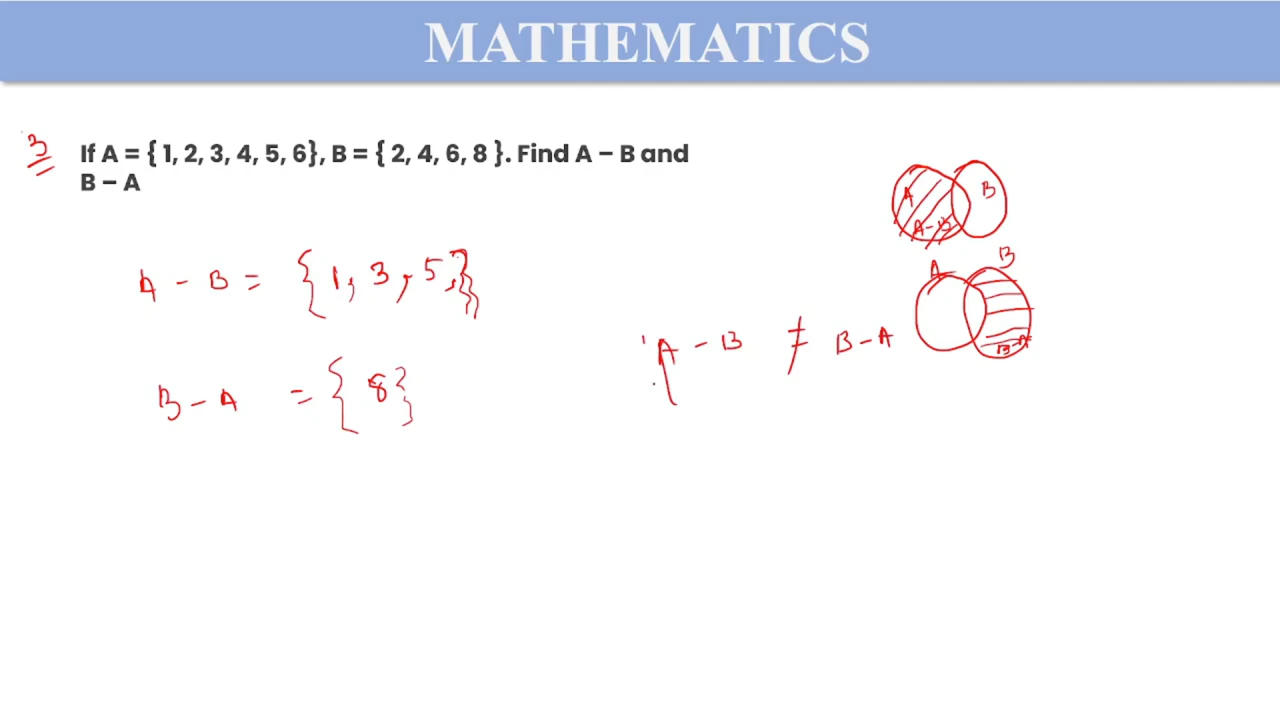 MATHEMATICS
3
If A = { 1, 2, 3, 4, 5, 6}, B = { 2, 4, 6, 8 }. Find A – B and
B – A
A B
A-B
A - B = {1, 3, 5,}
A B
B-A
A - B ≠ B - A
B - A = {8}